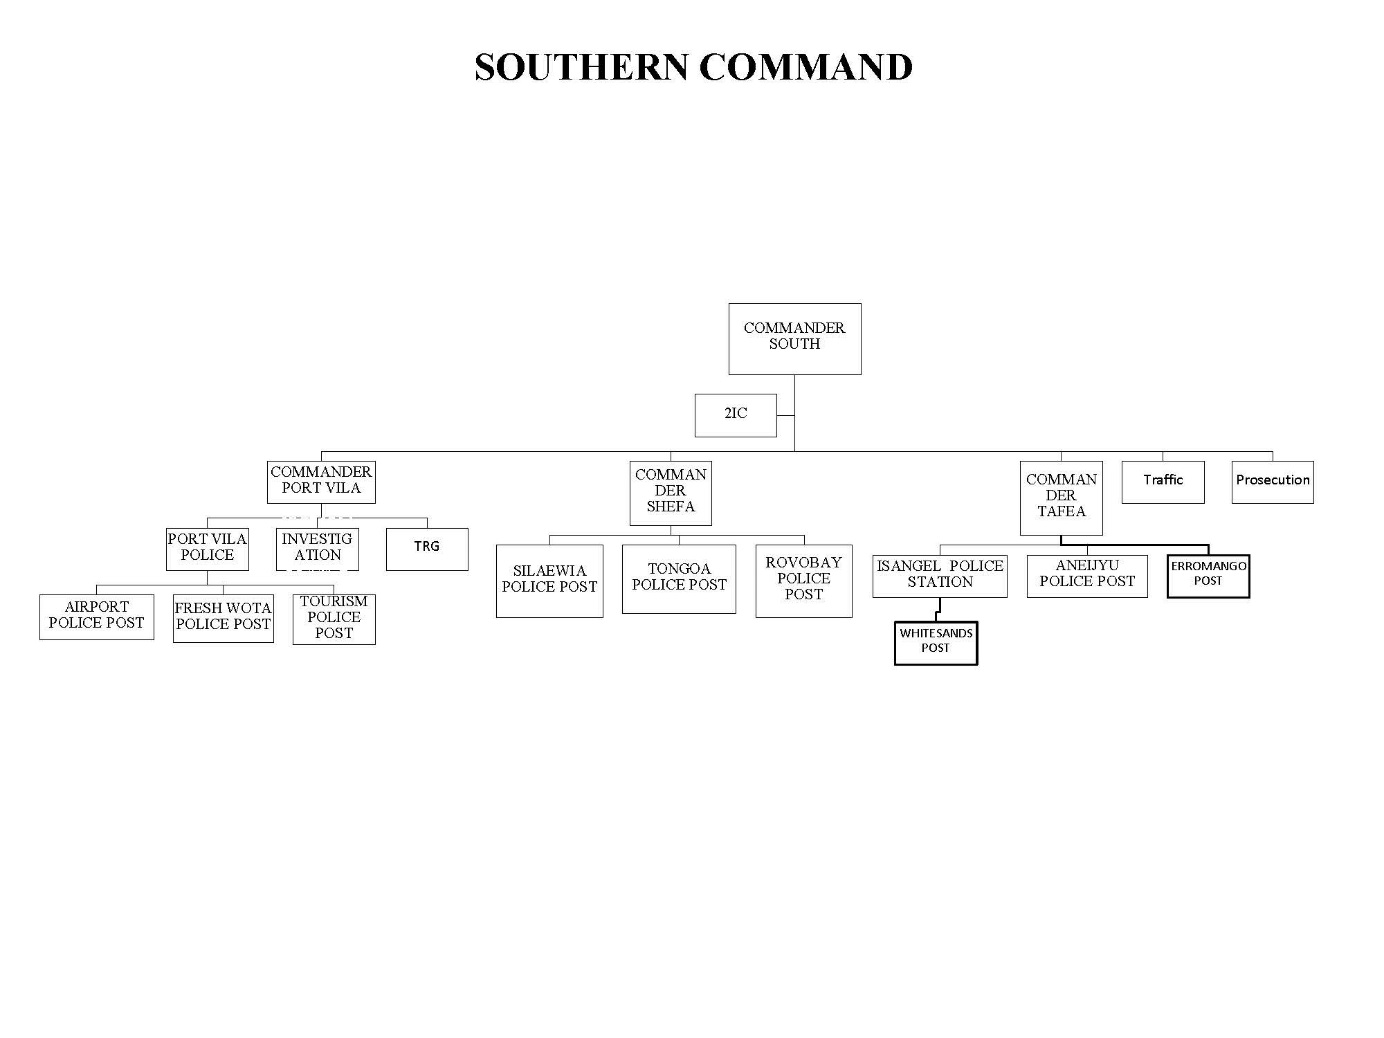 SOUTHERN COMMAND
COMMANDER
SOUTH
2IC
COMMANDER
PORT VILA
COMMAN
DER
SHEFA
COMMAN
DER
TAFEA
Traffic
Prosecution
PORT VILA
POLICE
INVESTIG
ATION
TRG
SILAEWIA
POLICE POST
TONGOA
POLICE POST
ROVOBAY
POLICE
POST
ISANGEL POLICE
STATION
ANEIJYU
POLICE POST
ERROMANGO
POST
AIRPORT
POLICE POST
FRESH WOTA
POLICE POST
TOURISM
POLICE
POST
WHITESANDS
POST